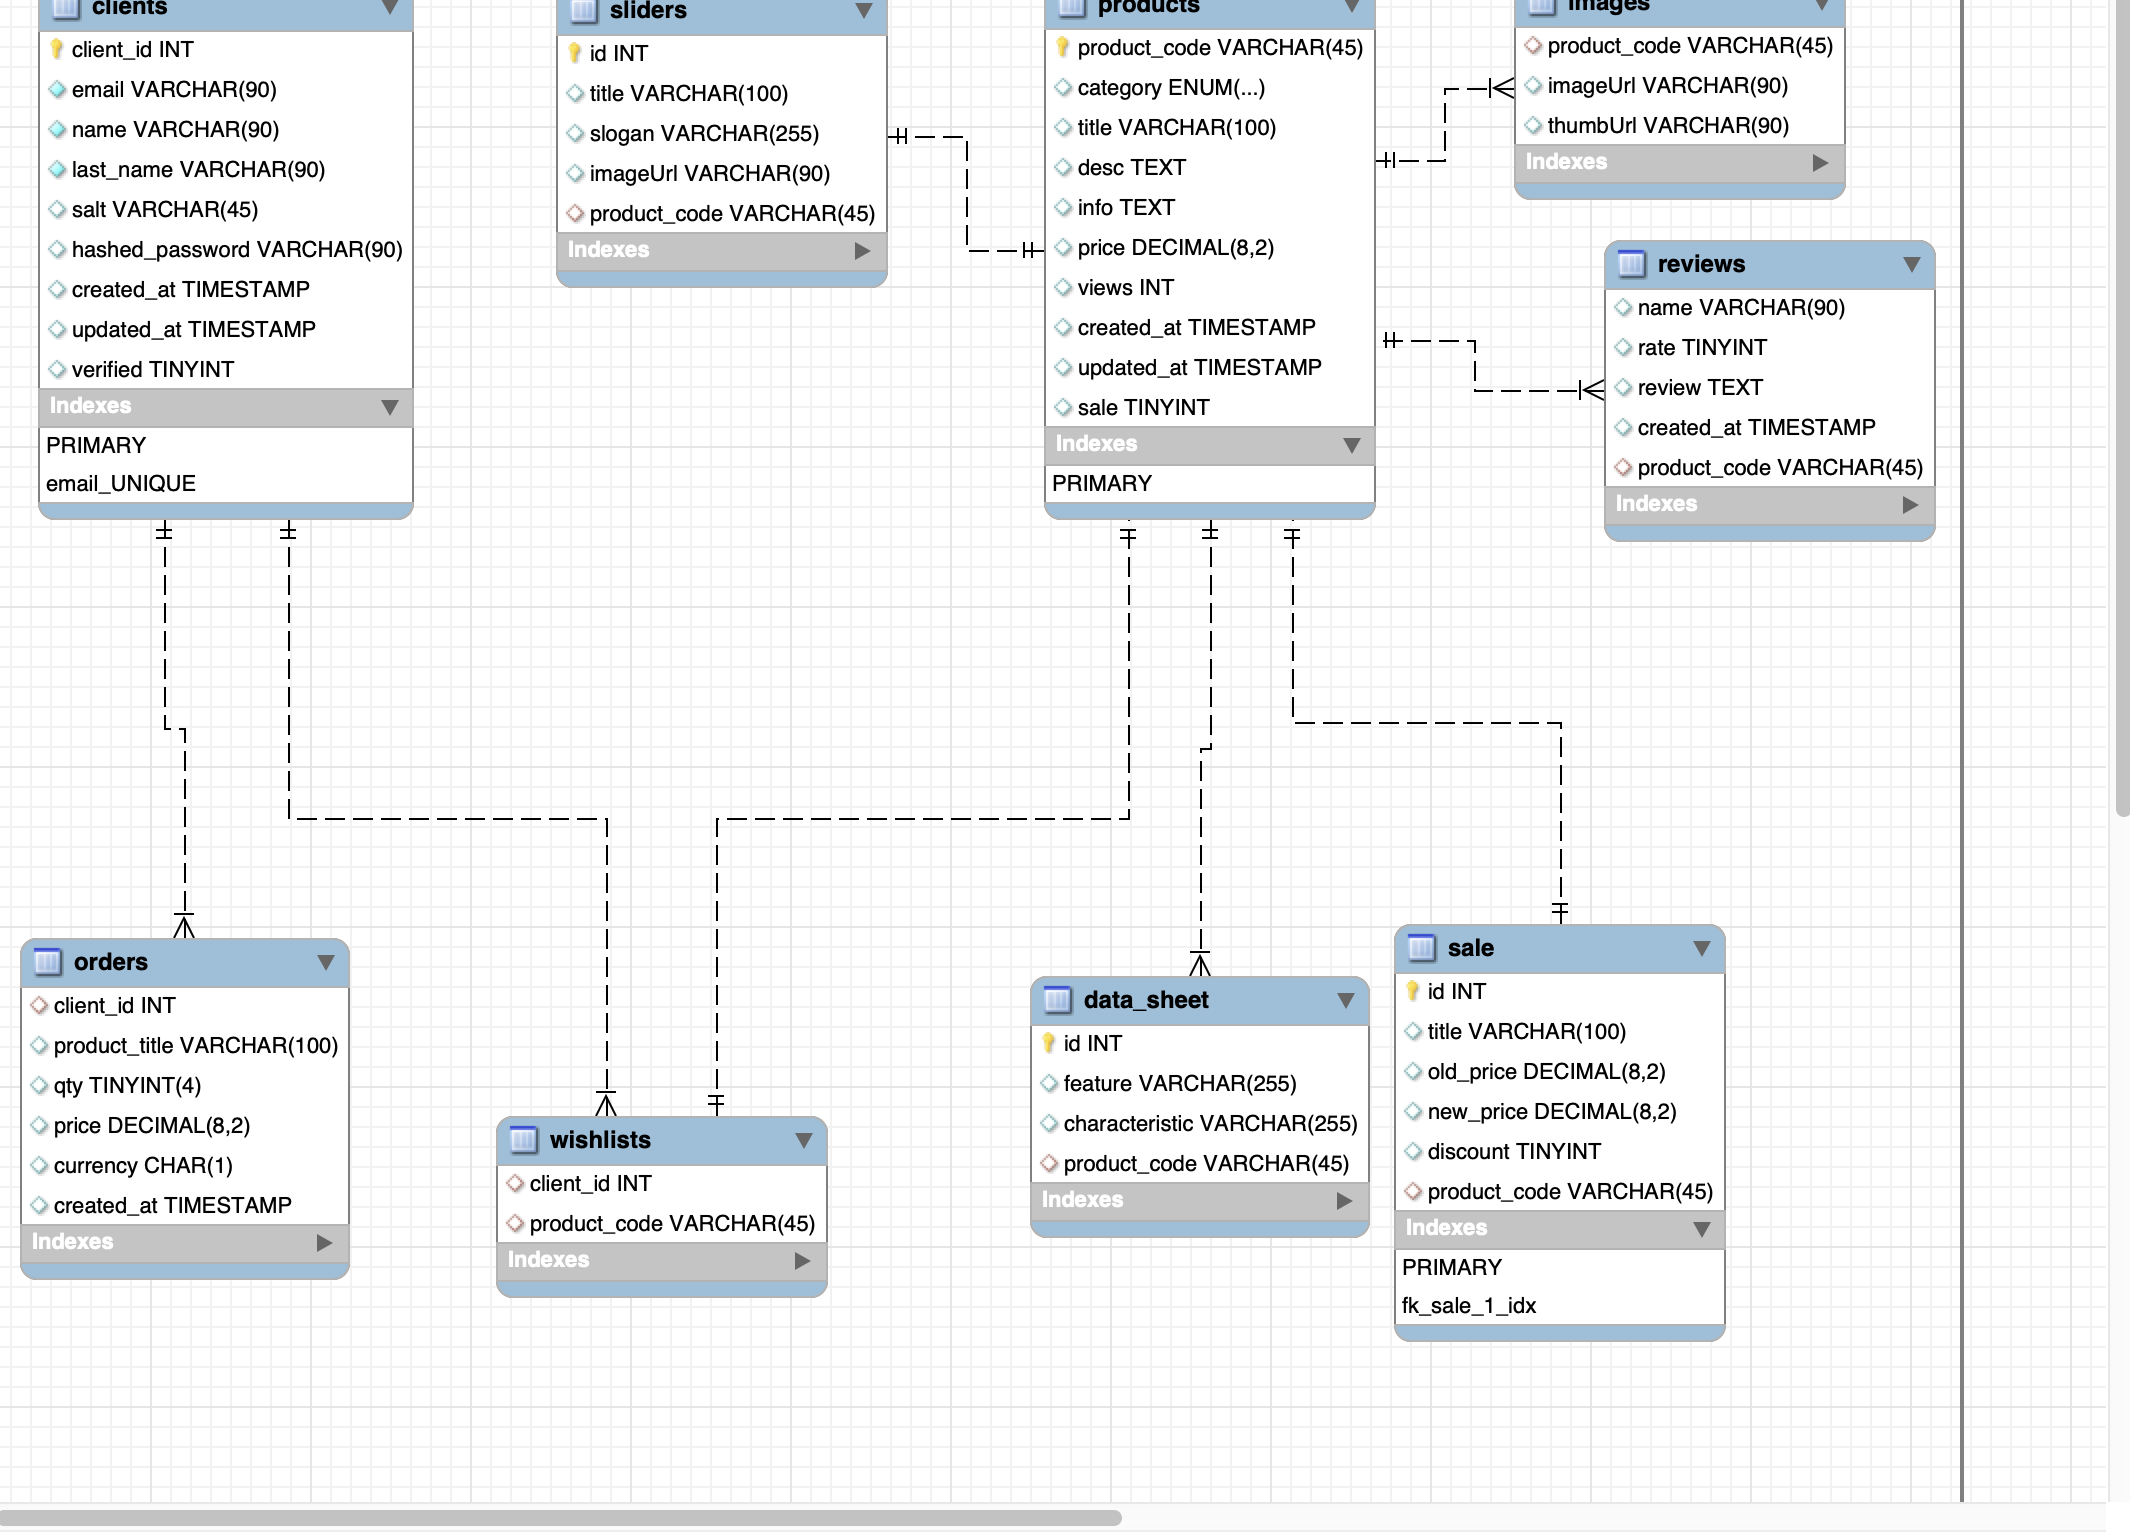 clients
client_id INT
email VARCHAR(90)
name VARCHAR(90)
last_name VARCHAR(90)
salt VARCHAR(45)
hashed_password VARCHAR(90)
created_at TIMESTAMP
updated_at TIMESTAMP
verified TINYINT
Indexes
PRIMARY
email_UNIQUE
sliders
id INT
title VARCHAR(100)
slogan VARCHAR(255)
imageUrl VARCHAR(90)
product_code VARCHAR(45)
Indexes
products
product_code VARCHAR(45)
category ENUM(...)
title VARCHAR(100)
desc TEXT
info TEXT
price DECIMAL(8,2)
views INT
created_at TIMESTAMP
updated_at TIMESTAMP
sale TINYINT
Indexes
PRIMARY
images
product_code VARCHAR(45)
imageUrl VARCHAR(90)
thumbUrl VARCHAR(90)
Indexes
reviews
name VARCHAR(90)
rate TINYINT
review TEXT
created_at TIMESTAMP
product_code VARCHAR(45)
Indexes
orders
client_id INT
product_title VARCHAR(100)
qty TINYINT(4)
price DECIMAL(8,2)
currency CHAR(1)
created_at TIMESTAMP
Indexes
wishlists
client_id INT
product_code VARCHAR(45)
Indexes
data_sheet
id INT
feature VARCHAR(255)
characteristic VARCHAR(255)
product_code VARCHAR(45)
Indexes
sale
id INT
title VARCHAR(100)
old_price DECIMAL(8,2)
new_price DECIMAL(8,2)
discount TINYINT
product_code VARCHAR(45)
Indexes
PRIMARY
fk_sale_1_idx